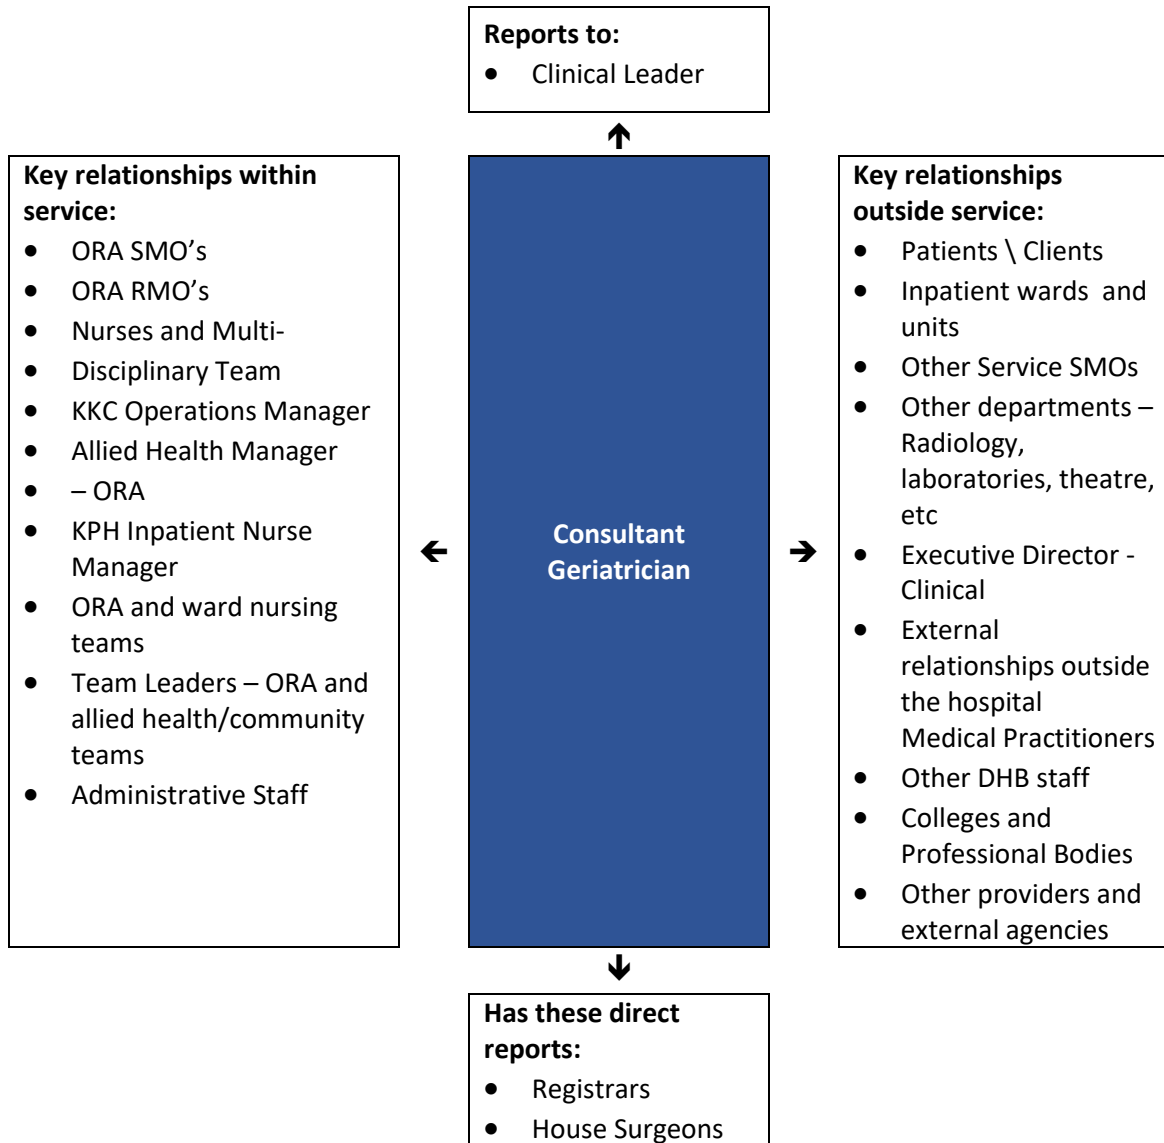 Reports to:
• Clinical Leader
Key relationships within
service:
• ORA SMO’s
• ORA RMO’s
• Nurses and Multi-
• Disciplinary Team
• KKC Operations Manager
• Allied Health Manager
• – ORA
• KPH Inpatient Nurse
Manager
• ORA and ward nursing
teams
• Team Leaders – ORA and
allied health/community
teams
• Administrative Staff
Consultant
Geriatrician
Key relationships
outside service:
• Patients \ Clients
• Inpatient wards and
units
• Other Service SMOs
• Other departments –
Radiology,
laboratories, theatre,
etc
• Executive Director -
Clinical
• External
relationships outside
the hospital
Medical Practitioners
• Other DHB staff
• Colleges and
Professional Bodies
• Other providers and
external agencies
Has these direct
reports:
• Registrars
• House Surgeons